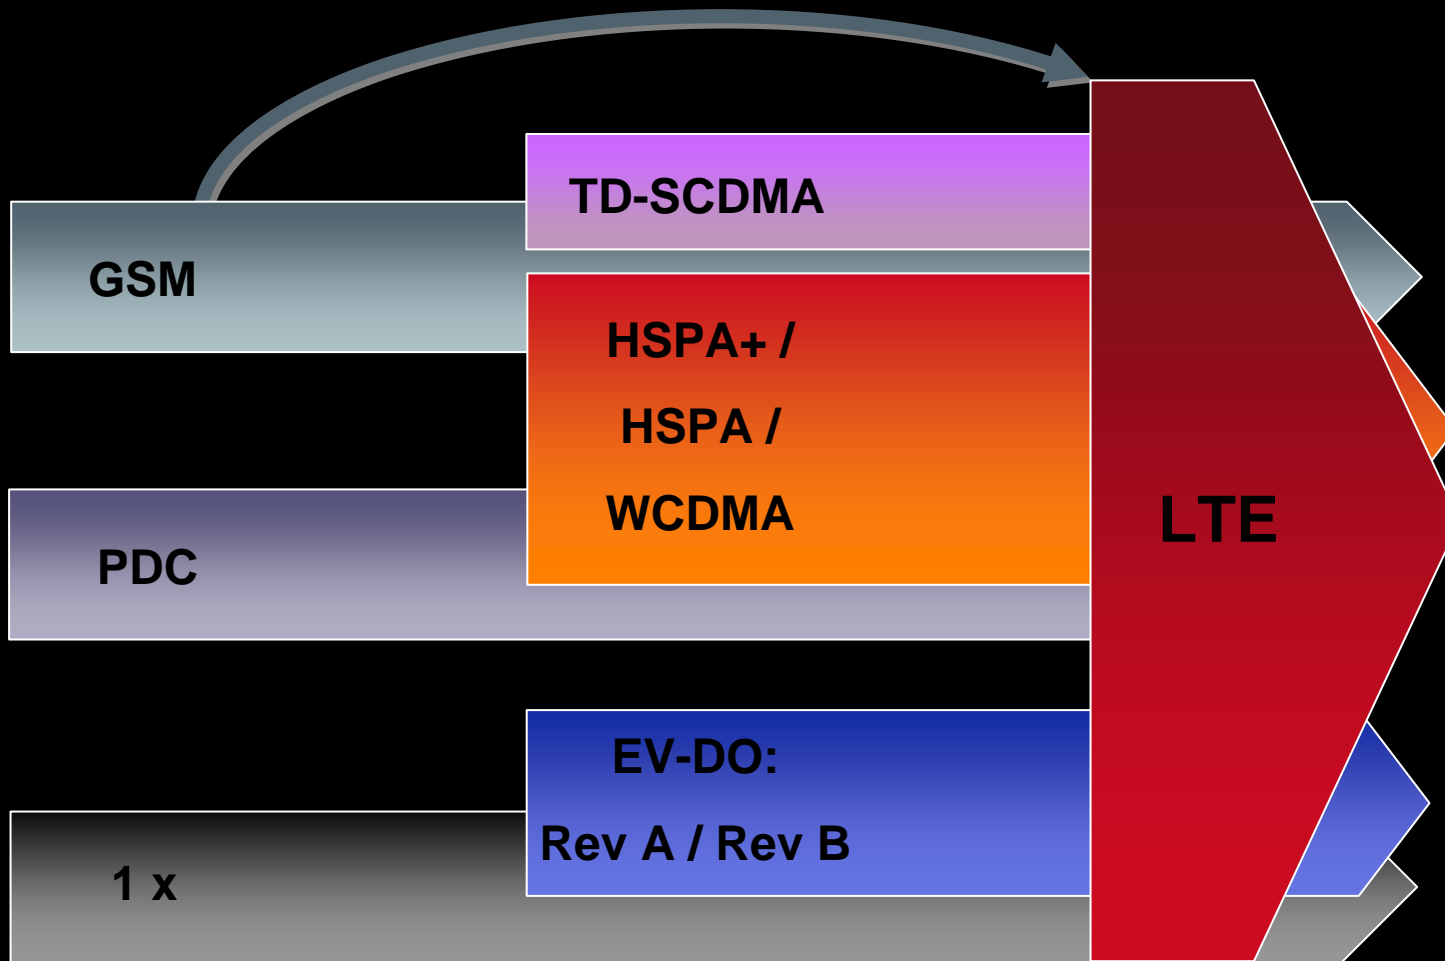 TD-SCDMA
GSM
HSPA+ /
HSPA /
WCDMA
LTE
PDC
EV-DO:
Rev A / Rev B
1 x